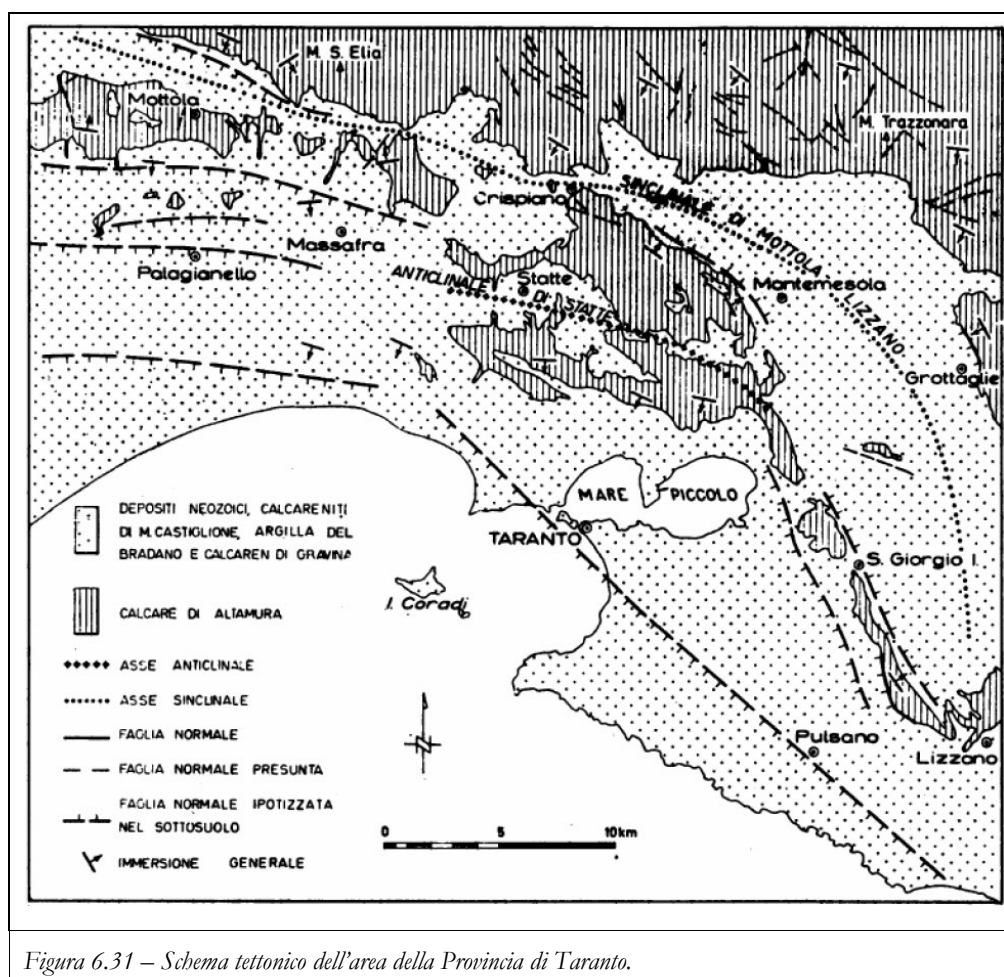 M. S. Elia
Mottola
M. Trazzonara
Crispiano
SINCLINALE DI MOTTOLA LIZZANO
Massafra
Palagianello
Statte
ANTICLINALE DI STATTE
Montemesola
Grottaglie
MARE PICCOLO
TARANTO
S. Giorgio I.
I. Coradi
Pulsano
Lizzano
DEPOSITI NEOZOICI, CALCARENITI
DI M. CASTIGLIONE, ARGILLA DEL
BRADANO E CALCAREN DI GRAVINA
CALCARE DI ALTAMURA
ASSE ANTICLINALE
ASSE SINCLINALE
FAGLIA NORMALE
FAGLIA NORMALE PRESUNTA
FAGLIA NORMALE IPOTIZZATA
NEL SOTTOSUOLO
IMMERSIONE GENERALE
0 5 10km
Figura 6.31 – Schema tettonico dell'area della Provincia di Taranto.